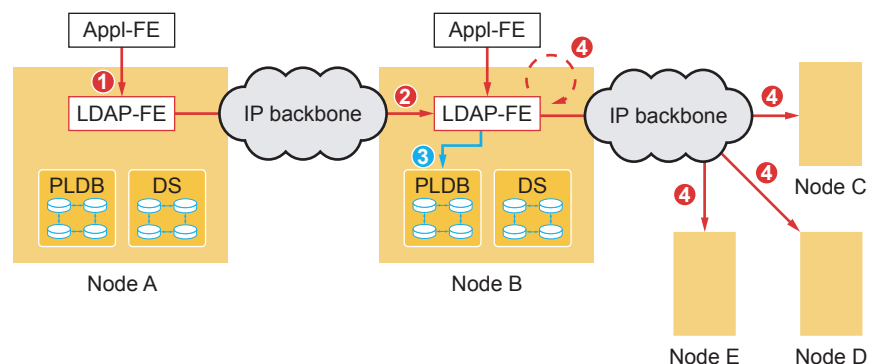 Appl-FE
Appl-FE
4
1
LDAP-FE
IP backbone
2
LDAP-FE
IP backbone
4
3
PLDB
DS
PLDB
DS
4
4
Node C
Node A
Node B
Node E
Node D